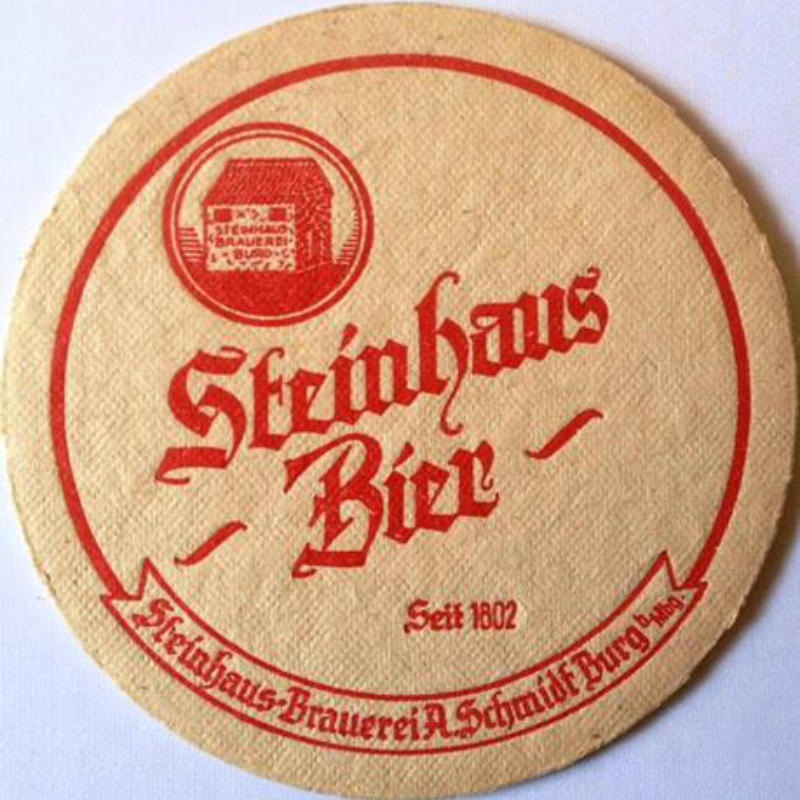 STEINHAUS
BRAUEREI
BURG
Steinhaus
Bier
Seit 1802
Steinhaus-Brauerei A. Schmidt Burg b. Mbg.